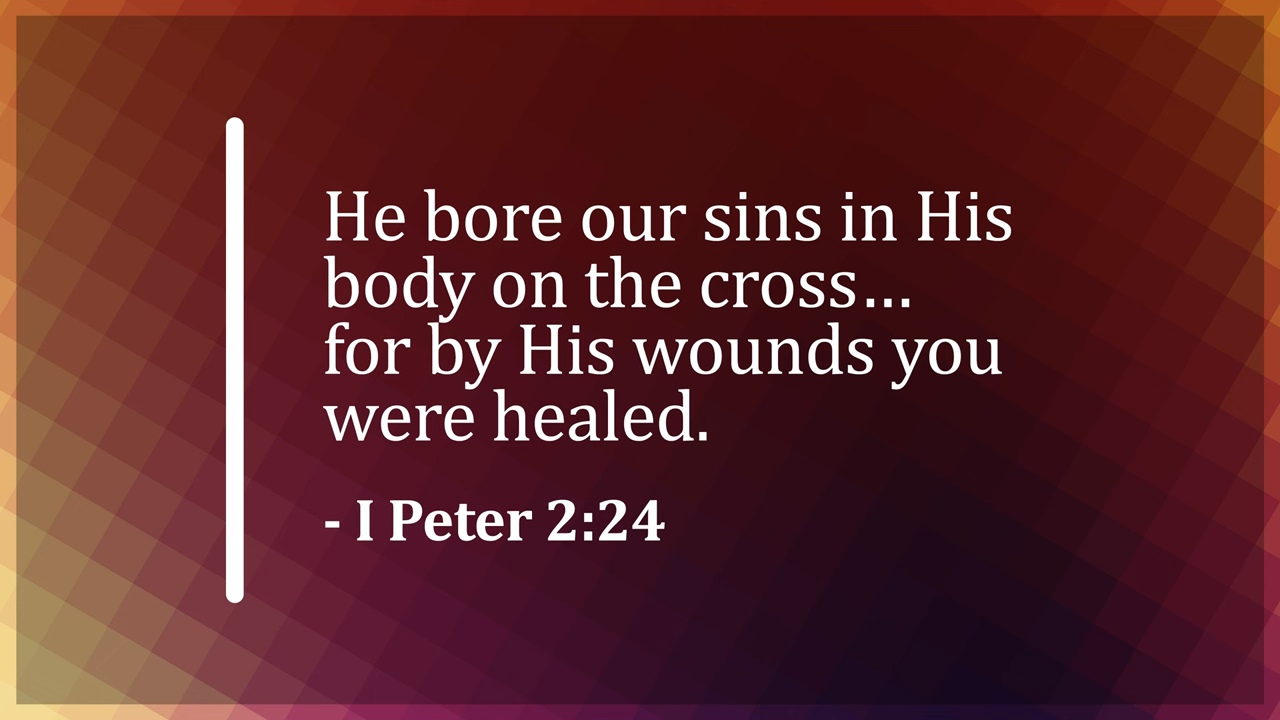 He bore our sins in His
body on the cross…
for by His wounds you
were healed.
- I Peter 2:24